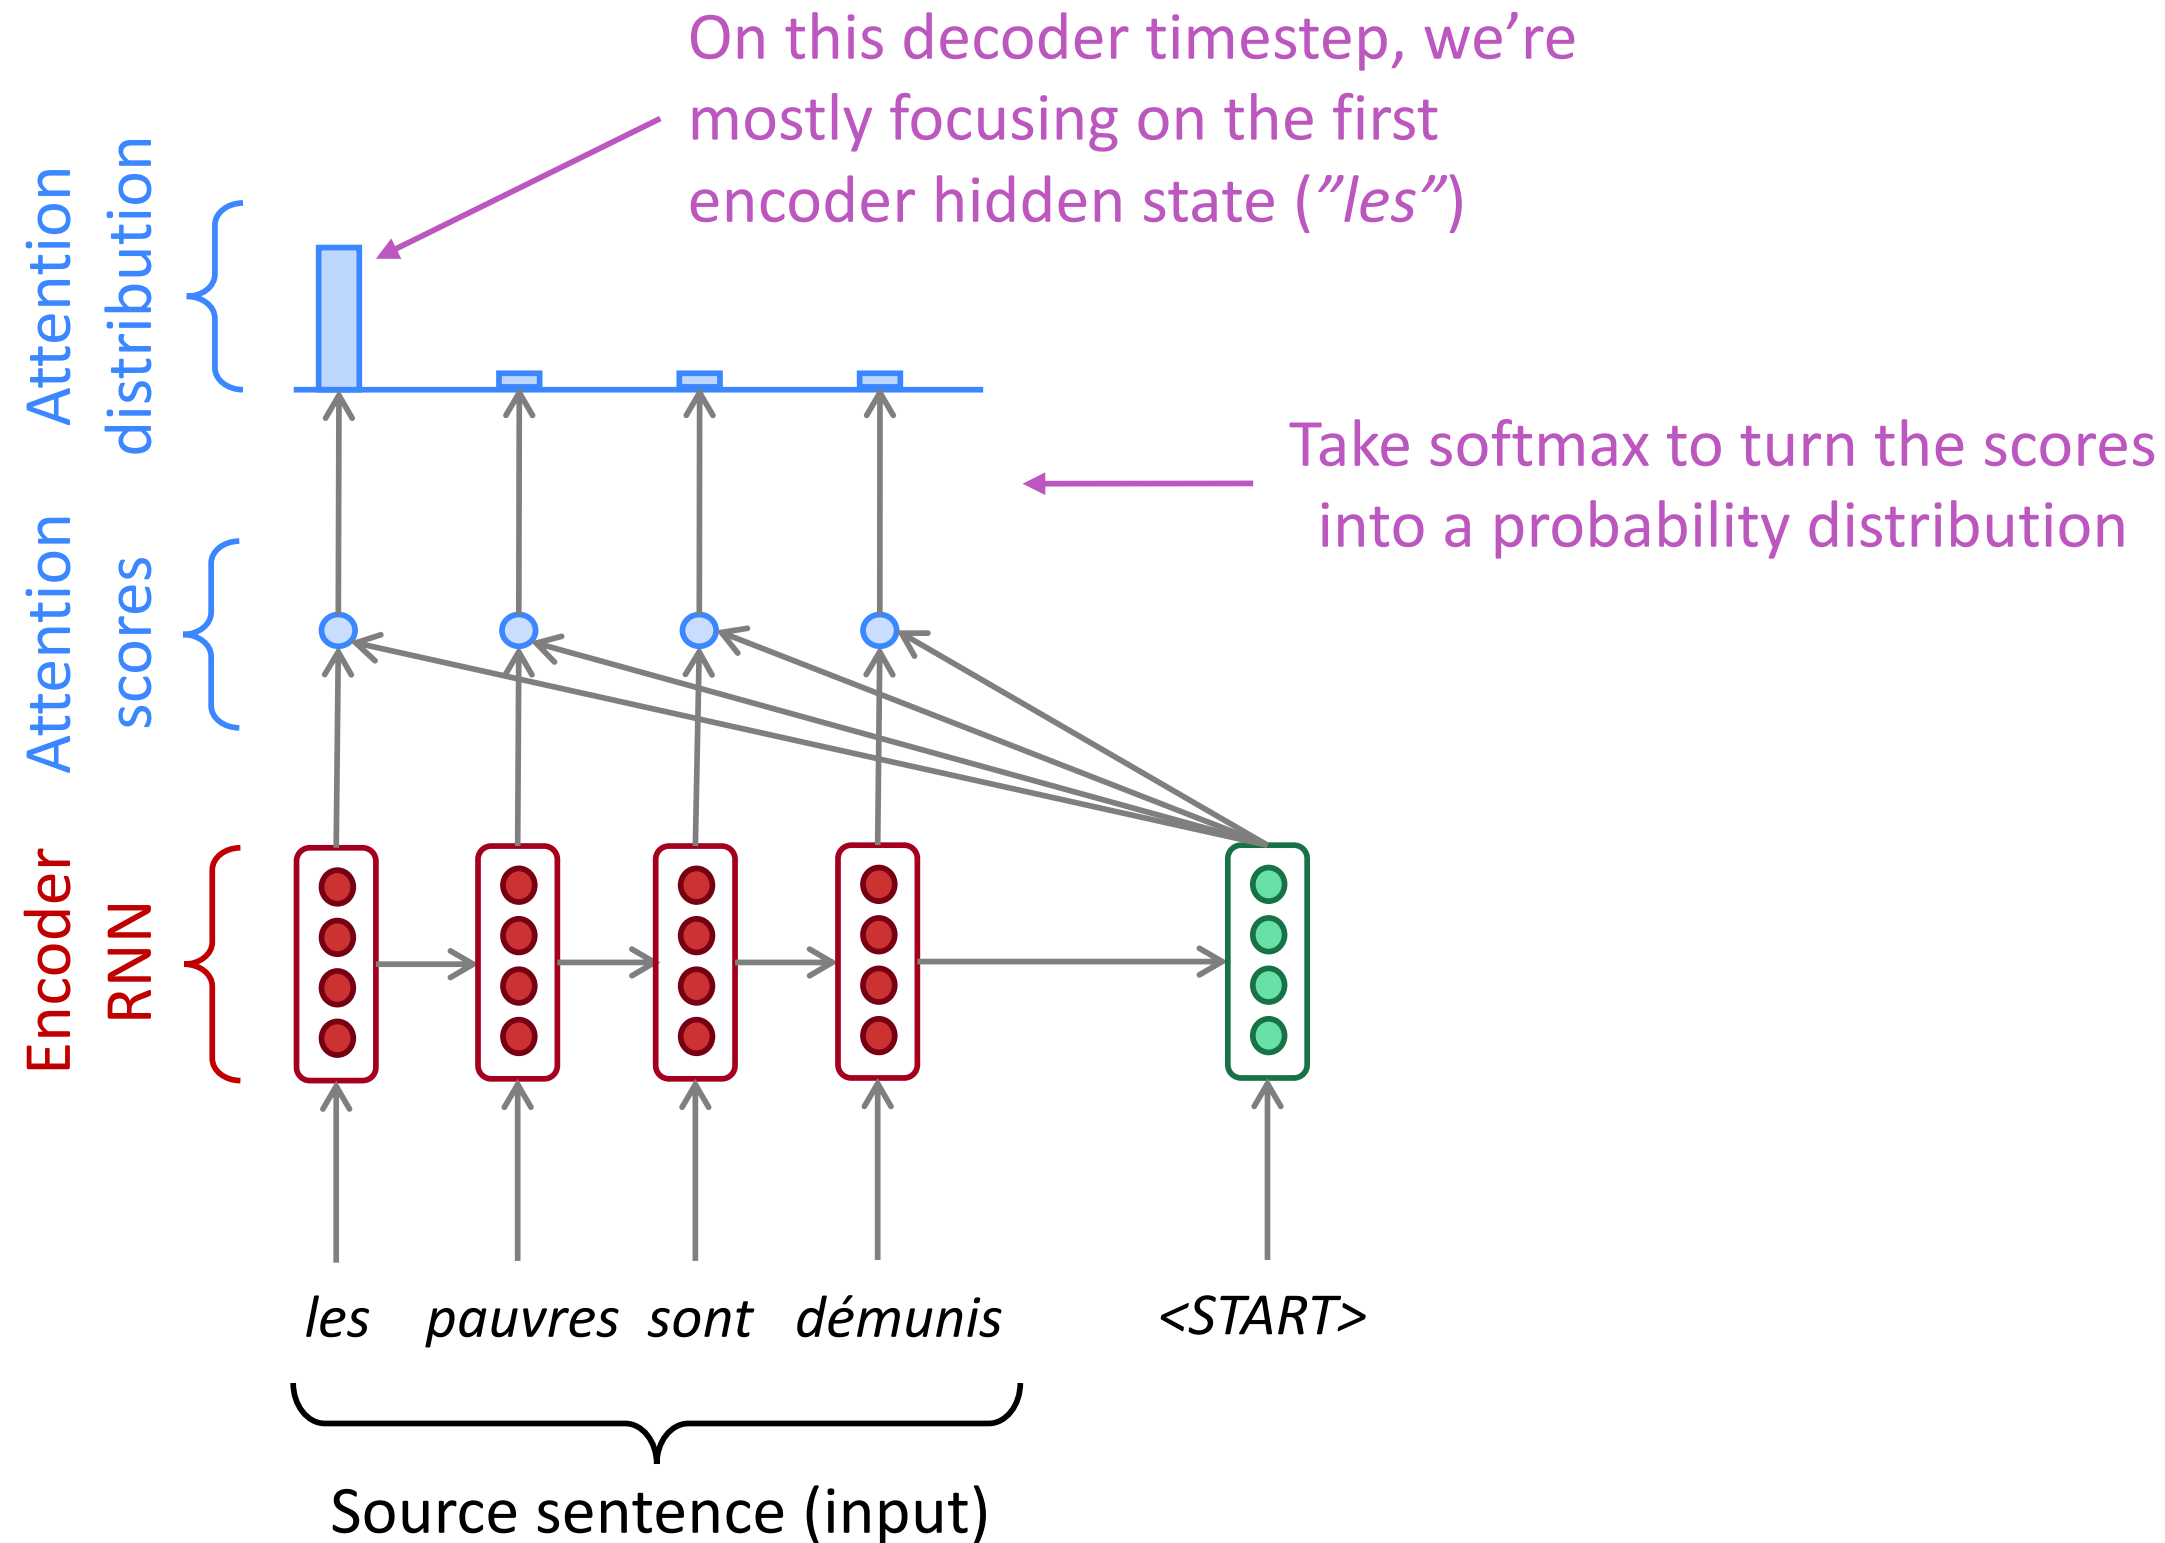 On this decoder timestep, we’re
mostly focusing on the first
encoder hidden state (”les”)
Attention
distribution
Take softmax to turn the scores
into a probability distribution
Attention
scores
Encoder
RNN
les pauvres sont démunis <START>
Source sentence (input)